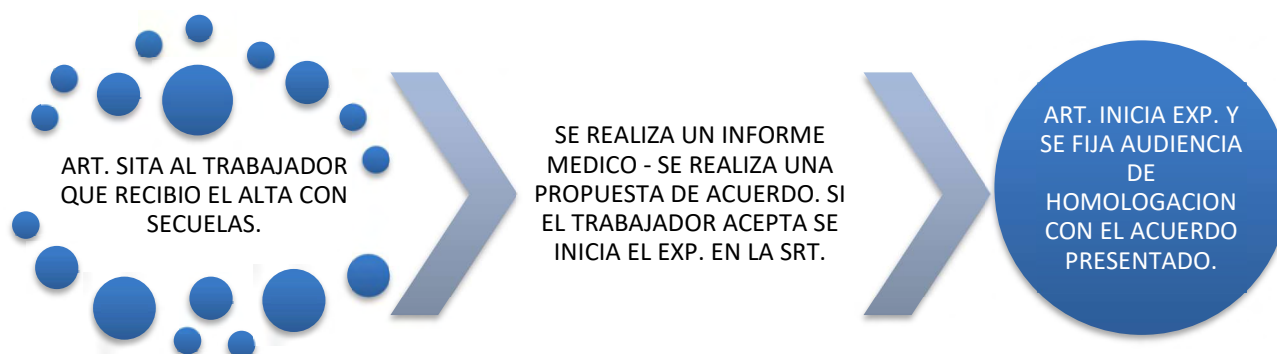 ART. SITA AL TRABAJADOR
QUE RECIBIO EL ALTA CON
SECUELAS.
SE REALIZA UN INFORME
MEDICO - SE REALIZA UNA
PROPUESTA DE ACUERDO. SI
EL TRABAJADOR ACEPTA SE
INICIA EL EXP. EN LA SRT.
ART. INICIA EXP. Y
SE FIJA AUDIENCIA
DE
HOMOLOGACION
CON EL ACUERDO
PRESENTADO.